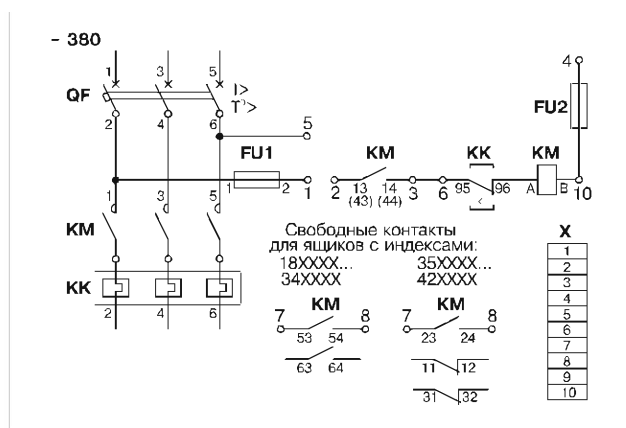 ~ 380
1 3 5
QF I>
T°>
2 4 6
5
4
FU2
FU1 KM KK KM
1 2 1 2 13 14 3 6 95 96 A B 10
(43) (44)
1 3 5
KM
KK
2 4 6
Свободные контакты
для ящиков с индексами:
18XXXX... 35XXXX...
34XXXX 42XXXX
KM KM
7 8 7 8
53 54 23 24
63 64 11 12
31 32
X
1
2
3
4
5
6
7
8
9
10